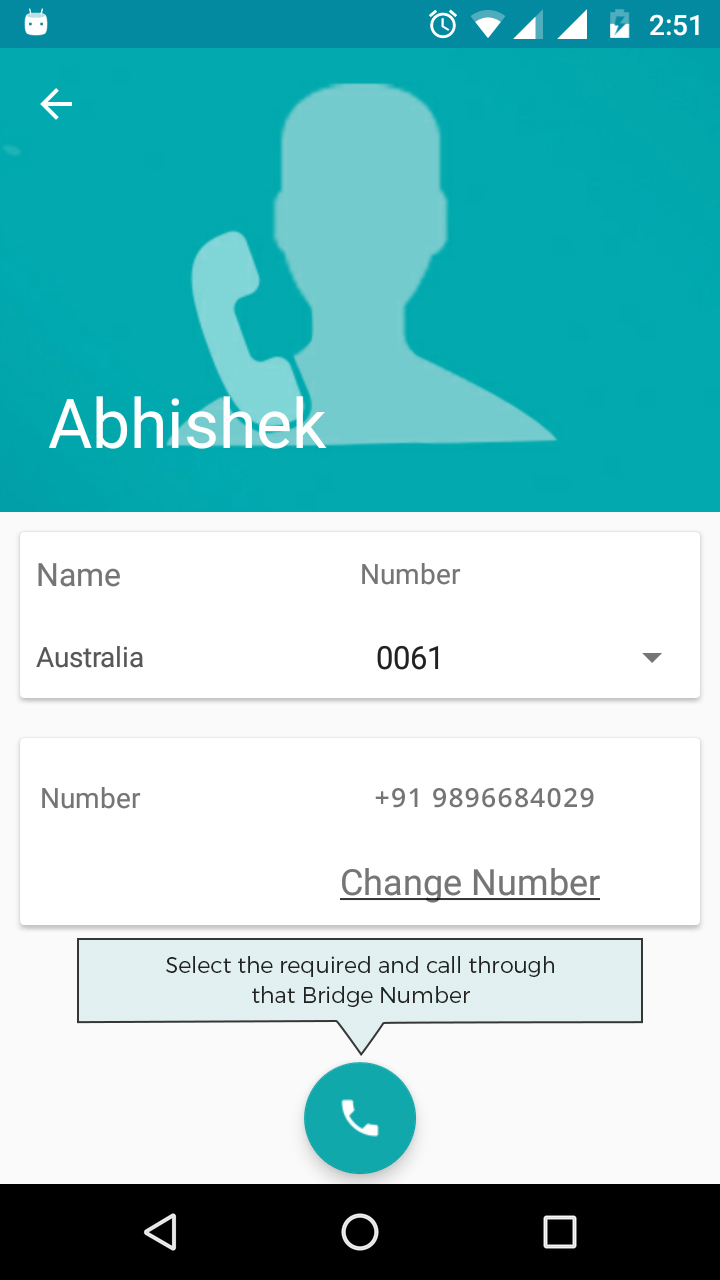 2:51
Abhishek
Name Number
Australia 0061
Number +91 9896684029
Change Number
Select the required and call through
that Bridge Number